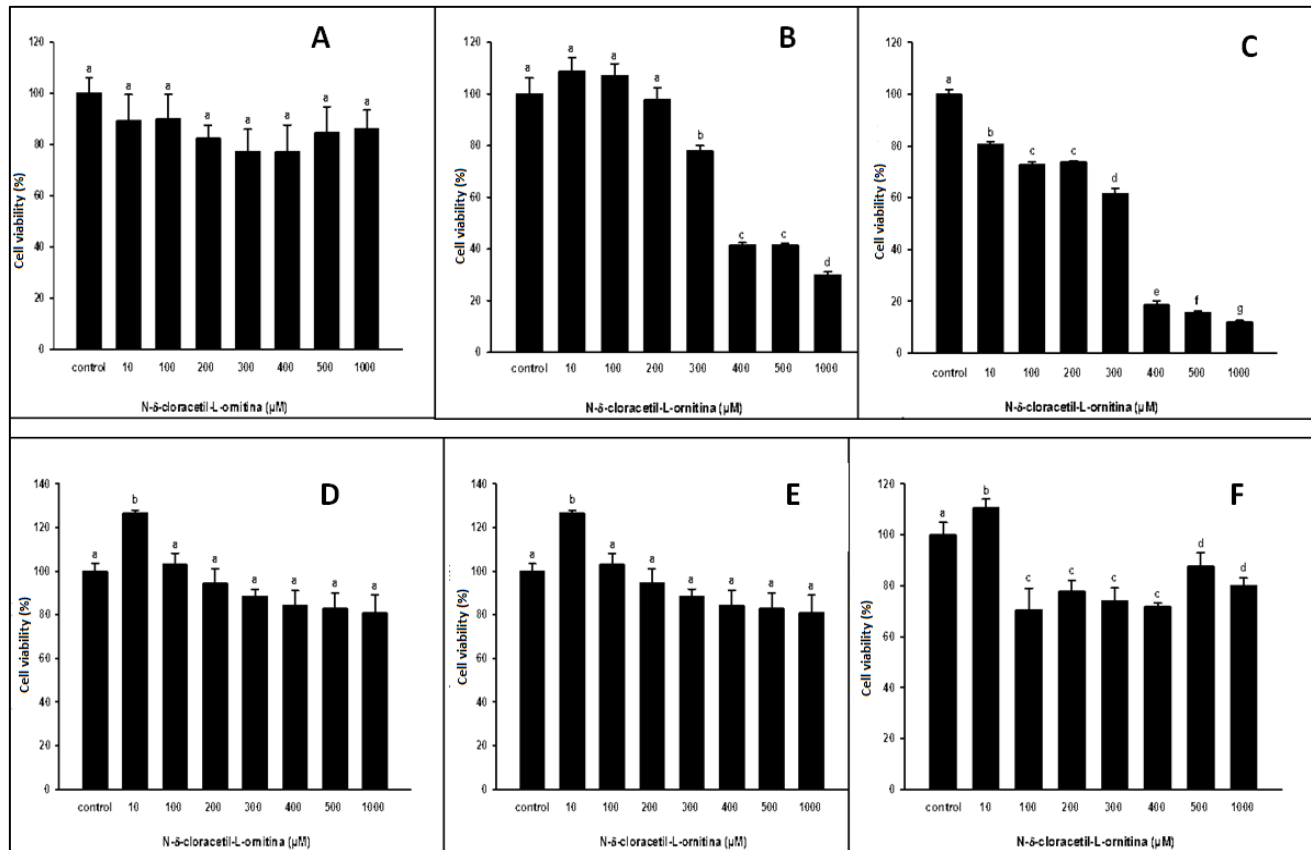 A
120
100
80
60
40
20
0
Cell viability (%)
a a a a a a a a
control 10 100 200 300 400 500 1000
N-δ-cloracetil-L-ornitina (µM)
B
120
100
80
60
40
20
0
Cell viability (%)
a a a a b c c d
control 10 100 200 300 400 500 1000
N-δ-cloracetil-L-ornitina (µM)
C
120
100
80
60
40
20
0
Cell viability (%)
a b c c d e f g
control 10 100 200 300 400 500 1000
N-δ-cloracetil-L-ornitina (µM)
D
140
120
100
80
60
40
20
0
Cell viability (%)
a b a a a a a a
control 10 100 200 300 400 500 1000
N-δ-cloracetil-L-ornitina (µM)
E
140
120
100
80
60
40
20
0
Cell viability (%)
a b a a a a a a
control 10 100 200 300 400 500 1000
N-δ-cloracetil-L-ornitina (µM)
F
120
100
80
60
40
20
0
Cell viability (%)
a b c c c c d d
control 10 100 200 300 400 500 1000
N-δ-cloracetil-L-ornitina (µM)